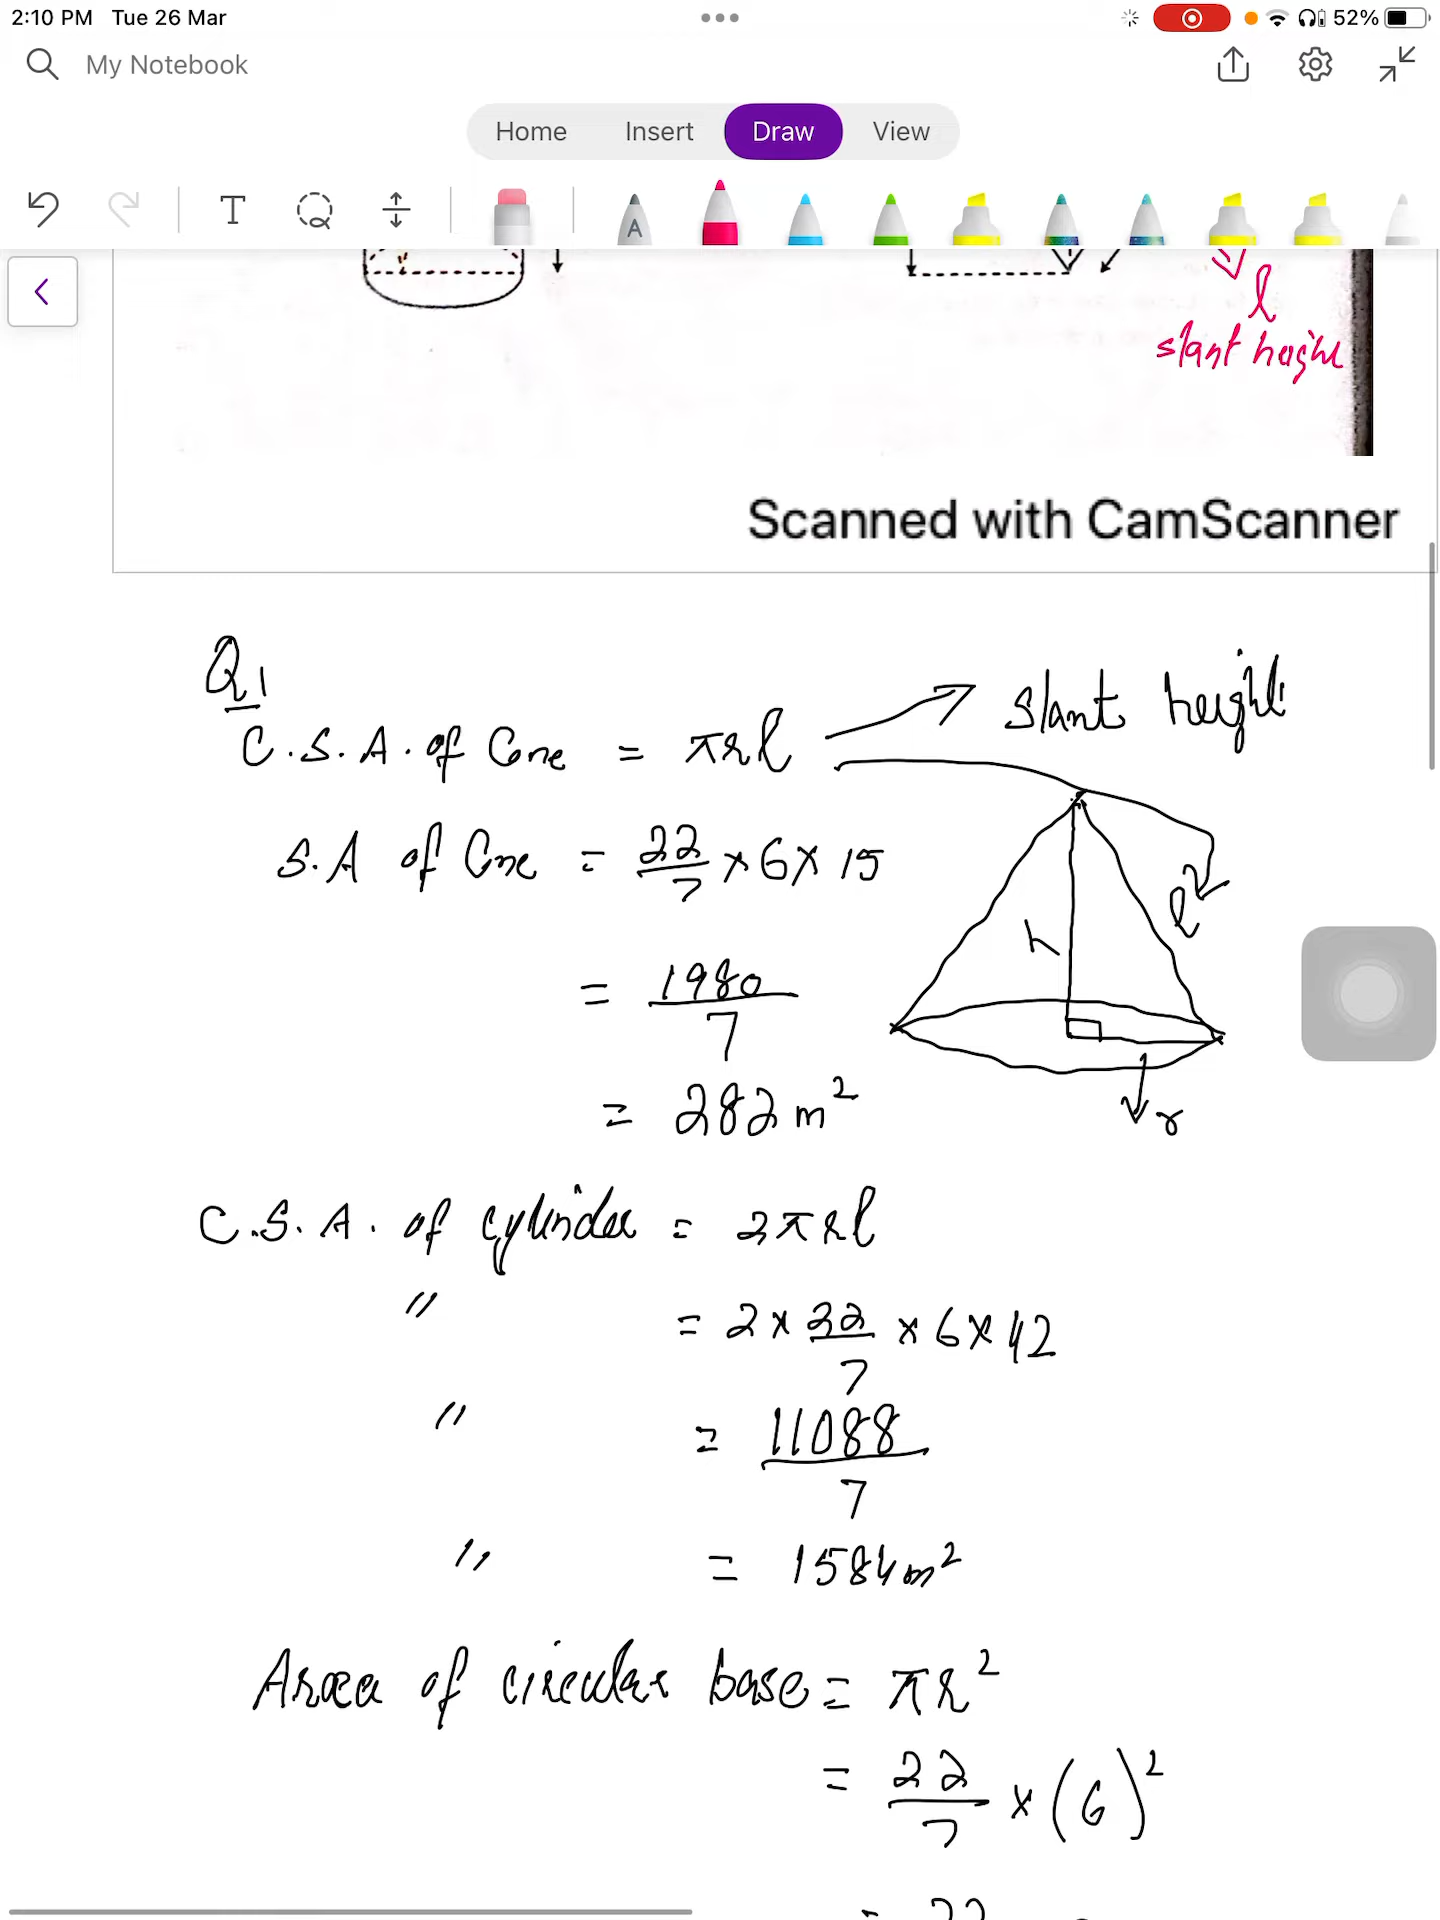 2:10 PM Tue 26 Mar
52%
My Notebook
Home Insert Draw View
T
A
l
slant height
Scanned with CamScanner
Q1
C.S.A. of Cone = πrl
slant height
S.A of Cone = 22/7 × 6 × 15
h
l
= 1980/7
r
= 282 m²
C.S.A. of cylinder = 2πrl
" = 2 × 22/7 × 6 × 42
" = 11088/7
" = 1584 m²
Area of circular base = πr²
= 22/7 × (6)²
= 22